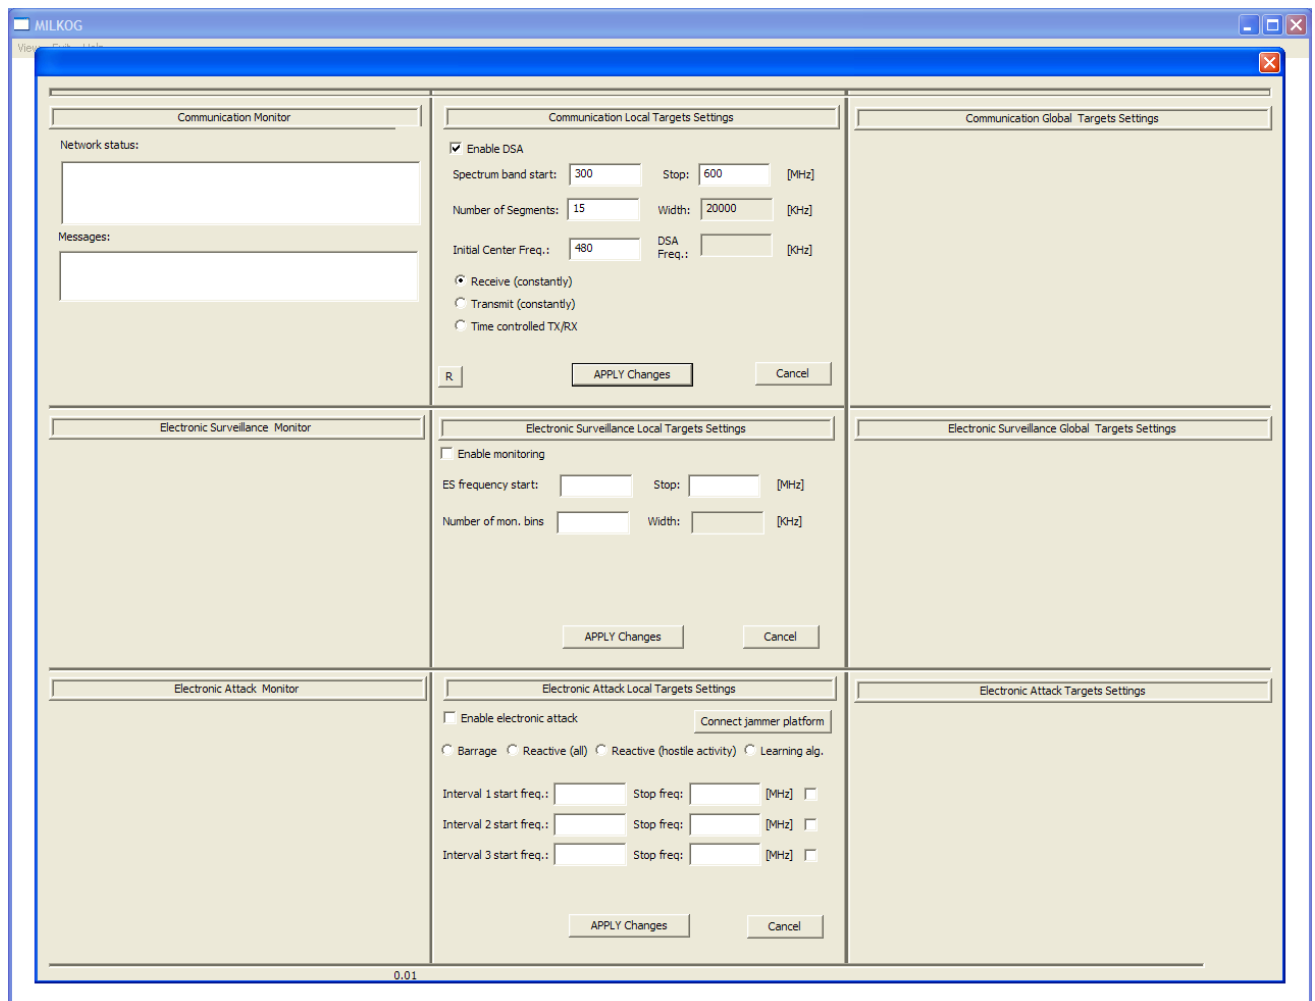 MILKOG
View Exit Help
Communication Monitor
Network status:
Messages:
Communication Local Targets Settings
Enable DSA
Spectrum band start: 300 Stop: 600 [MHz]
Number of Segments: 15 Width: 20000 [KHz]
Initial Center Freq.: 480 DSA Freq.: [KHz]
Receive (constantly)
Transmit (constantly)
Time controlled TX/RX
R APPLY Changes Cancel
Communication Global Targets Settings
Electronic Surveillance Monitor
Electronic Surveillance Local Targets Settings
Enable monitoring
ES frequency start: Stop: [MHz]
Number of mon. bins Width: [KHz]
APPLY Changes Cancel
Electronic Surveillance Global Targets Settings
Electronic Attack Monitor
Electronic Attack Local Targets Settings
Enable electronic attack Connect jammer platform
Barrage Reactive (all) Reactive (hostile activity) Learning alg.
Interval 1 start freq.: Stop freq: [MHz]
Interval 2 start freq.: Stop freq: [MHz]
Interval 3 start freq.: Stop freq: [MHz]
APPLY Changes Cancel
Electronic Attack Targets Settings
0.01